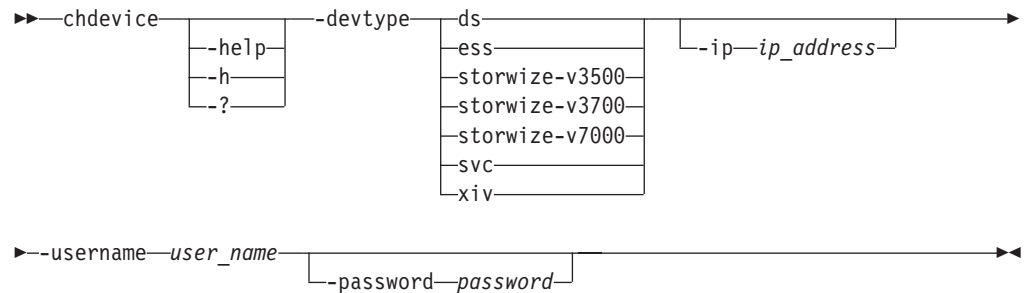 chdevice -devtype ds -ip ip_address
-help ess
-h storwize-v3500
-? storwize-v3700
storwize-v7000
svc
xiv
-username user_name
-password password